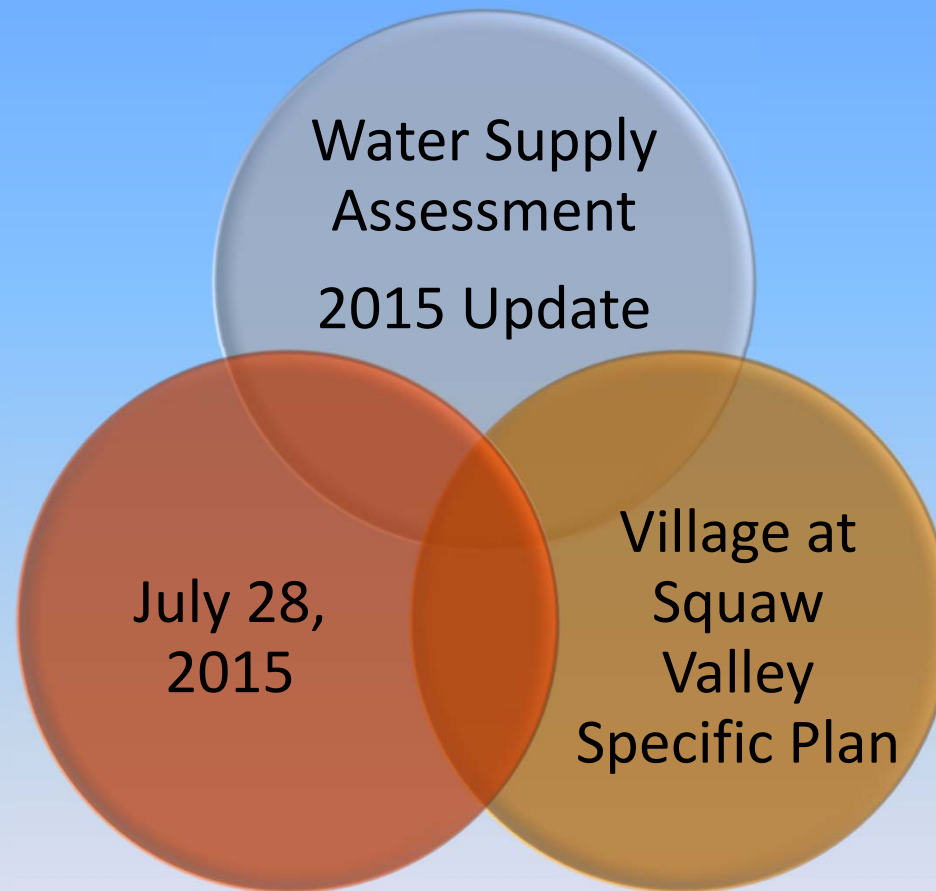 Water Supply
Assessment
2015 Update
July 28,
2015
Village at
Squaw
Valley
Specific Plan